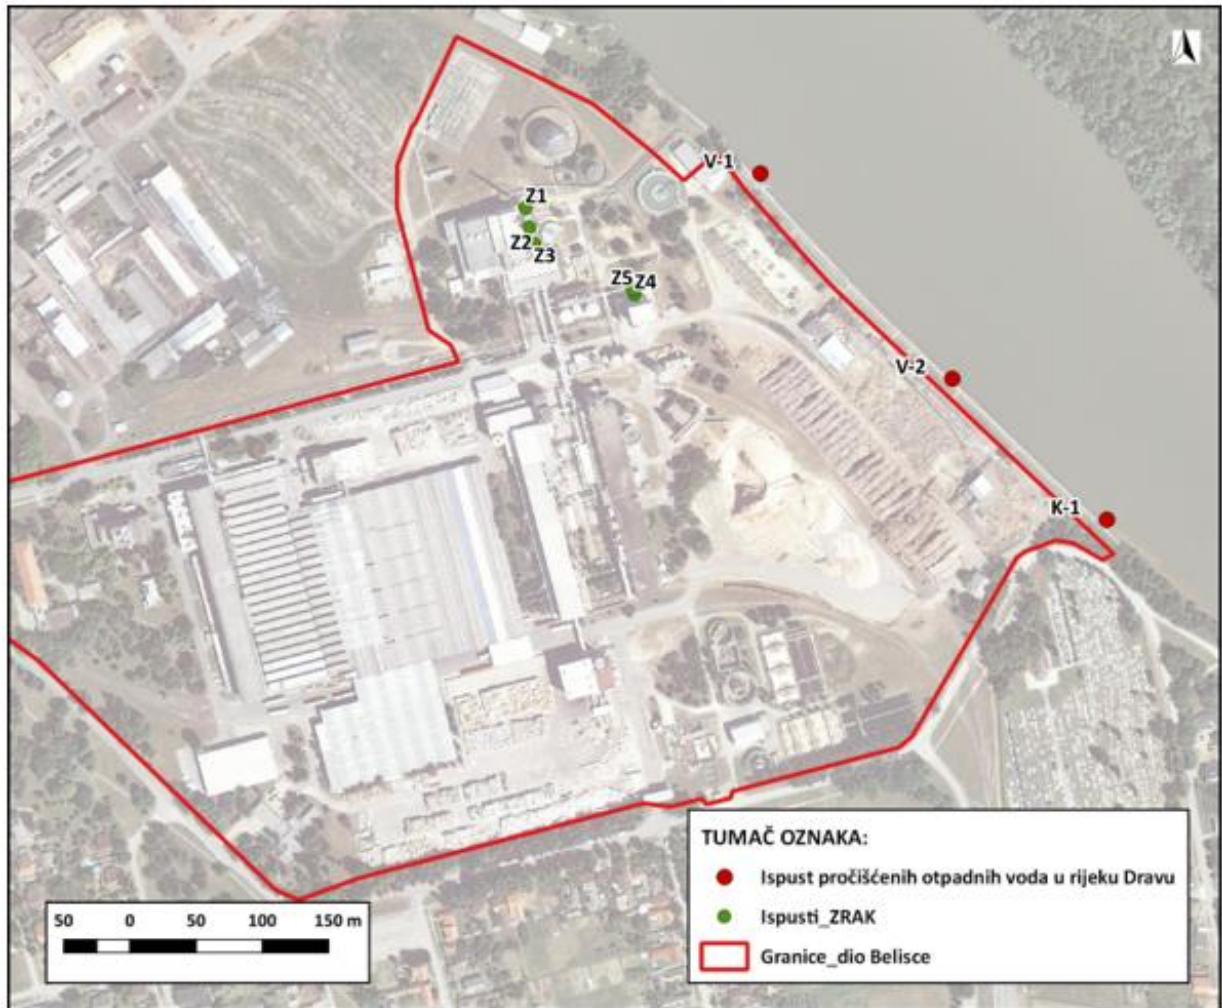 V-1
Z1
Z2
Z3
Z5 Z4
V-2
K-1
TUMAČ OZNAKA:
Ispust pročišćenih otpadnih voda u rijeku Dravu
Ispusti_ZRAK
Granice_dio Belisce
50 0 50 100 150 m